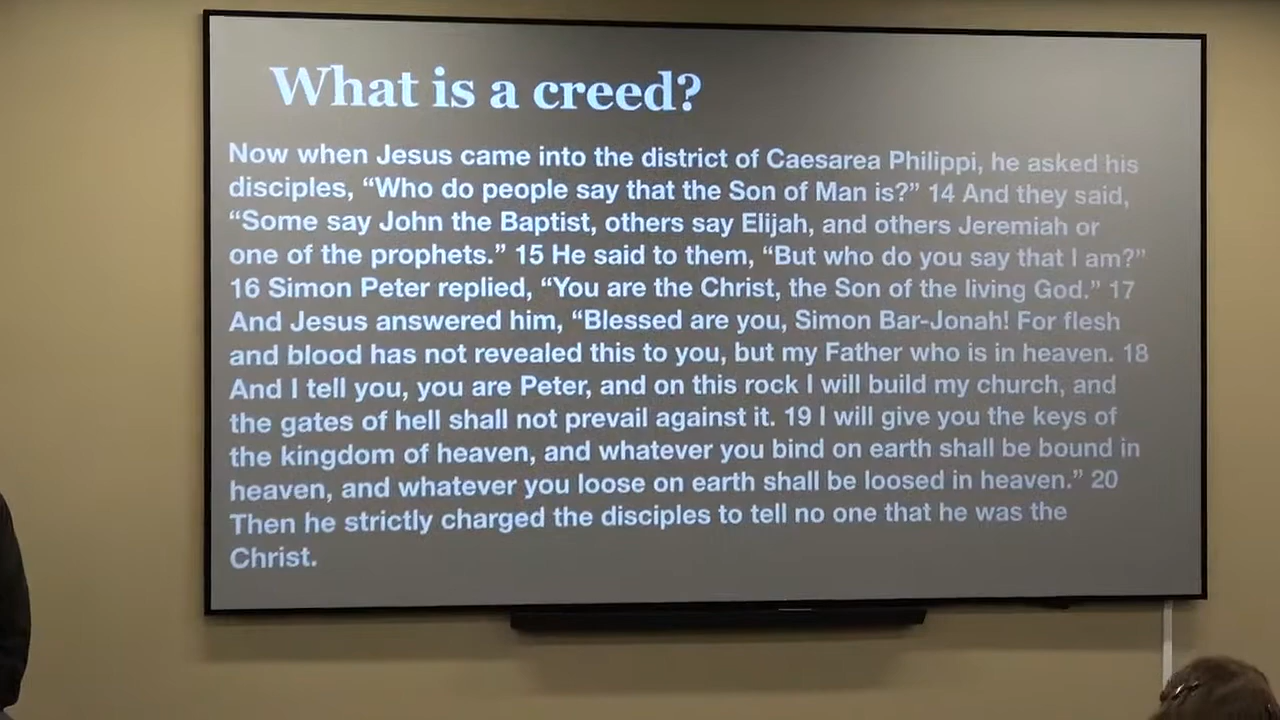 What is a creed?
Now when Jesus came into the district of Caesarea Philippi, he asked his
disciples, “Who do people say that the Son of Man is?” 14 And they said,
“Some say John the Baptist, others say Elijah, and others Jeremiah or
one of the prophets.” 15 He said to them, “But who do you say that I am?”
16 Simon Peter replied, “You are the Christ, the Son of the living God.” 17
And Jesus answered him, “Blessed are you, Simon Bar-Jonah! For flesh
and blood has not revealed this to you, but my Father who is in heaven. 18
And I tell you, you are Peter, and on this rock I will build my church, and
the gates of hell shall not prevail against it. 19 I will give you the keys of
the kingdom of heaven, and whatever you bind on earth shall be bound in
heaven, and whatever you loose on earth shall be loosed in heaven.” 20
Then he strictly charged the disciples to tell no one that he was the
Christ.